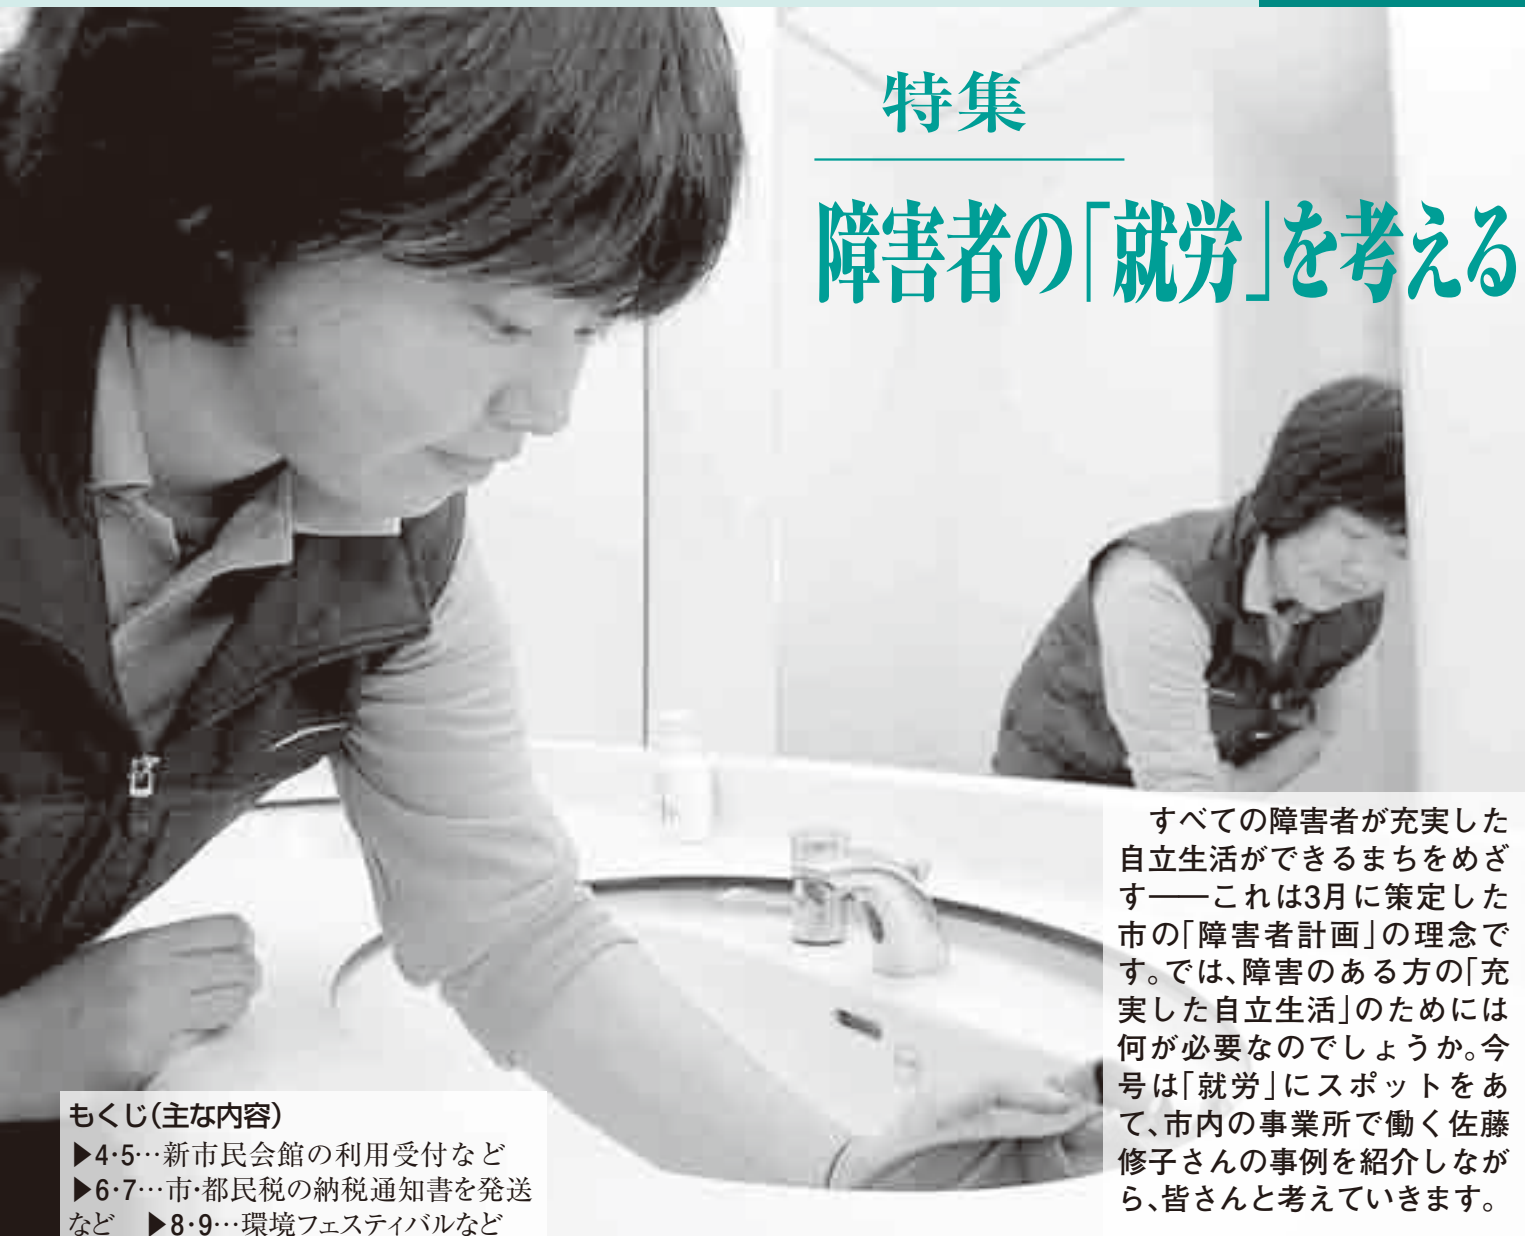 特集
障害者の「就労」を考える
すべての障害者が充実した
自立生活ができるまちをめざ
す――これは3月に策定した
市の「障害者計画」の理念で
す。では、障害のある方の「充
実した自立生活」のためには
何が必要なのでしょうか。今
号は「就労」にスポットをあ
て、市内の事業所で働く佐藤
修子さんの事例を紹介しなが
ら、皆さんと考えていきます。
もくじ（主な内容）
▶4･5…新市民会館の利用受付など
▶6･7…市･都民税の納税通知書を発送
など　▶8･9…環境フェスティバルなど